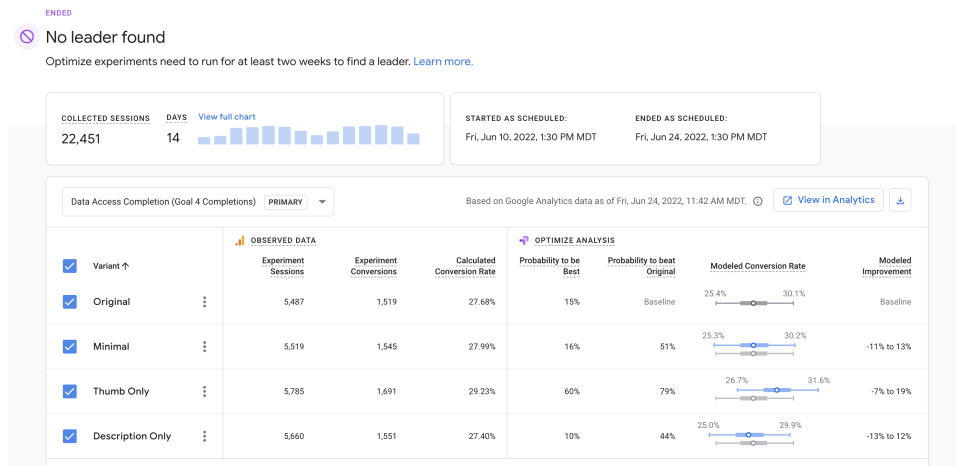 ENDED
No leader found
Optimize experiments need to run for at least two weeks to find a leader. Learn more.
COLLECTED SESSIONS
22,451
DAYS
14
View full chart
STARTED AS SCHEDULED:
Fri, Jun 10, 2022, 1:30 PM MDT
ENDED AS SCHEDULED:
Fri, Jun 24, 2022, 1:30 PM MDT
Data Access Completion (Goal 4 Completions) PRIMARY
Based on Google Analytics data as of Fri, Jun 24, 2022, 11:42 AM MDT.
View in Analytics
OBSERVED DATA
OPTIMIZE ANALYSIS
Variant
Experiment Sessions
Experiment Conversions
Calculated Conversion Rate
Probability to be Best
Probability to beat Original
Modeled Conversion Rate
Modeled Improvement
Original 5,487 1,519 27.68% 15% Baseline 25.4% 30.1% Baseline
Minimal 5,519 1,545 27.99% 16% 51% 25.3% 30.2% -11% to 13%
Thumb Only 5,785 1,691 29.23% 60% 79% 26.7% 31.6% -7% to 19%
Description Only 5,660 1,551 27.40% 10% 44% 25.0% 29.9% -13% to 12%